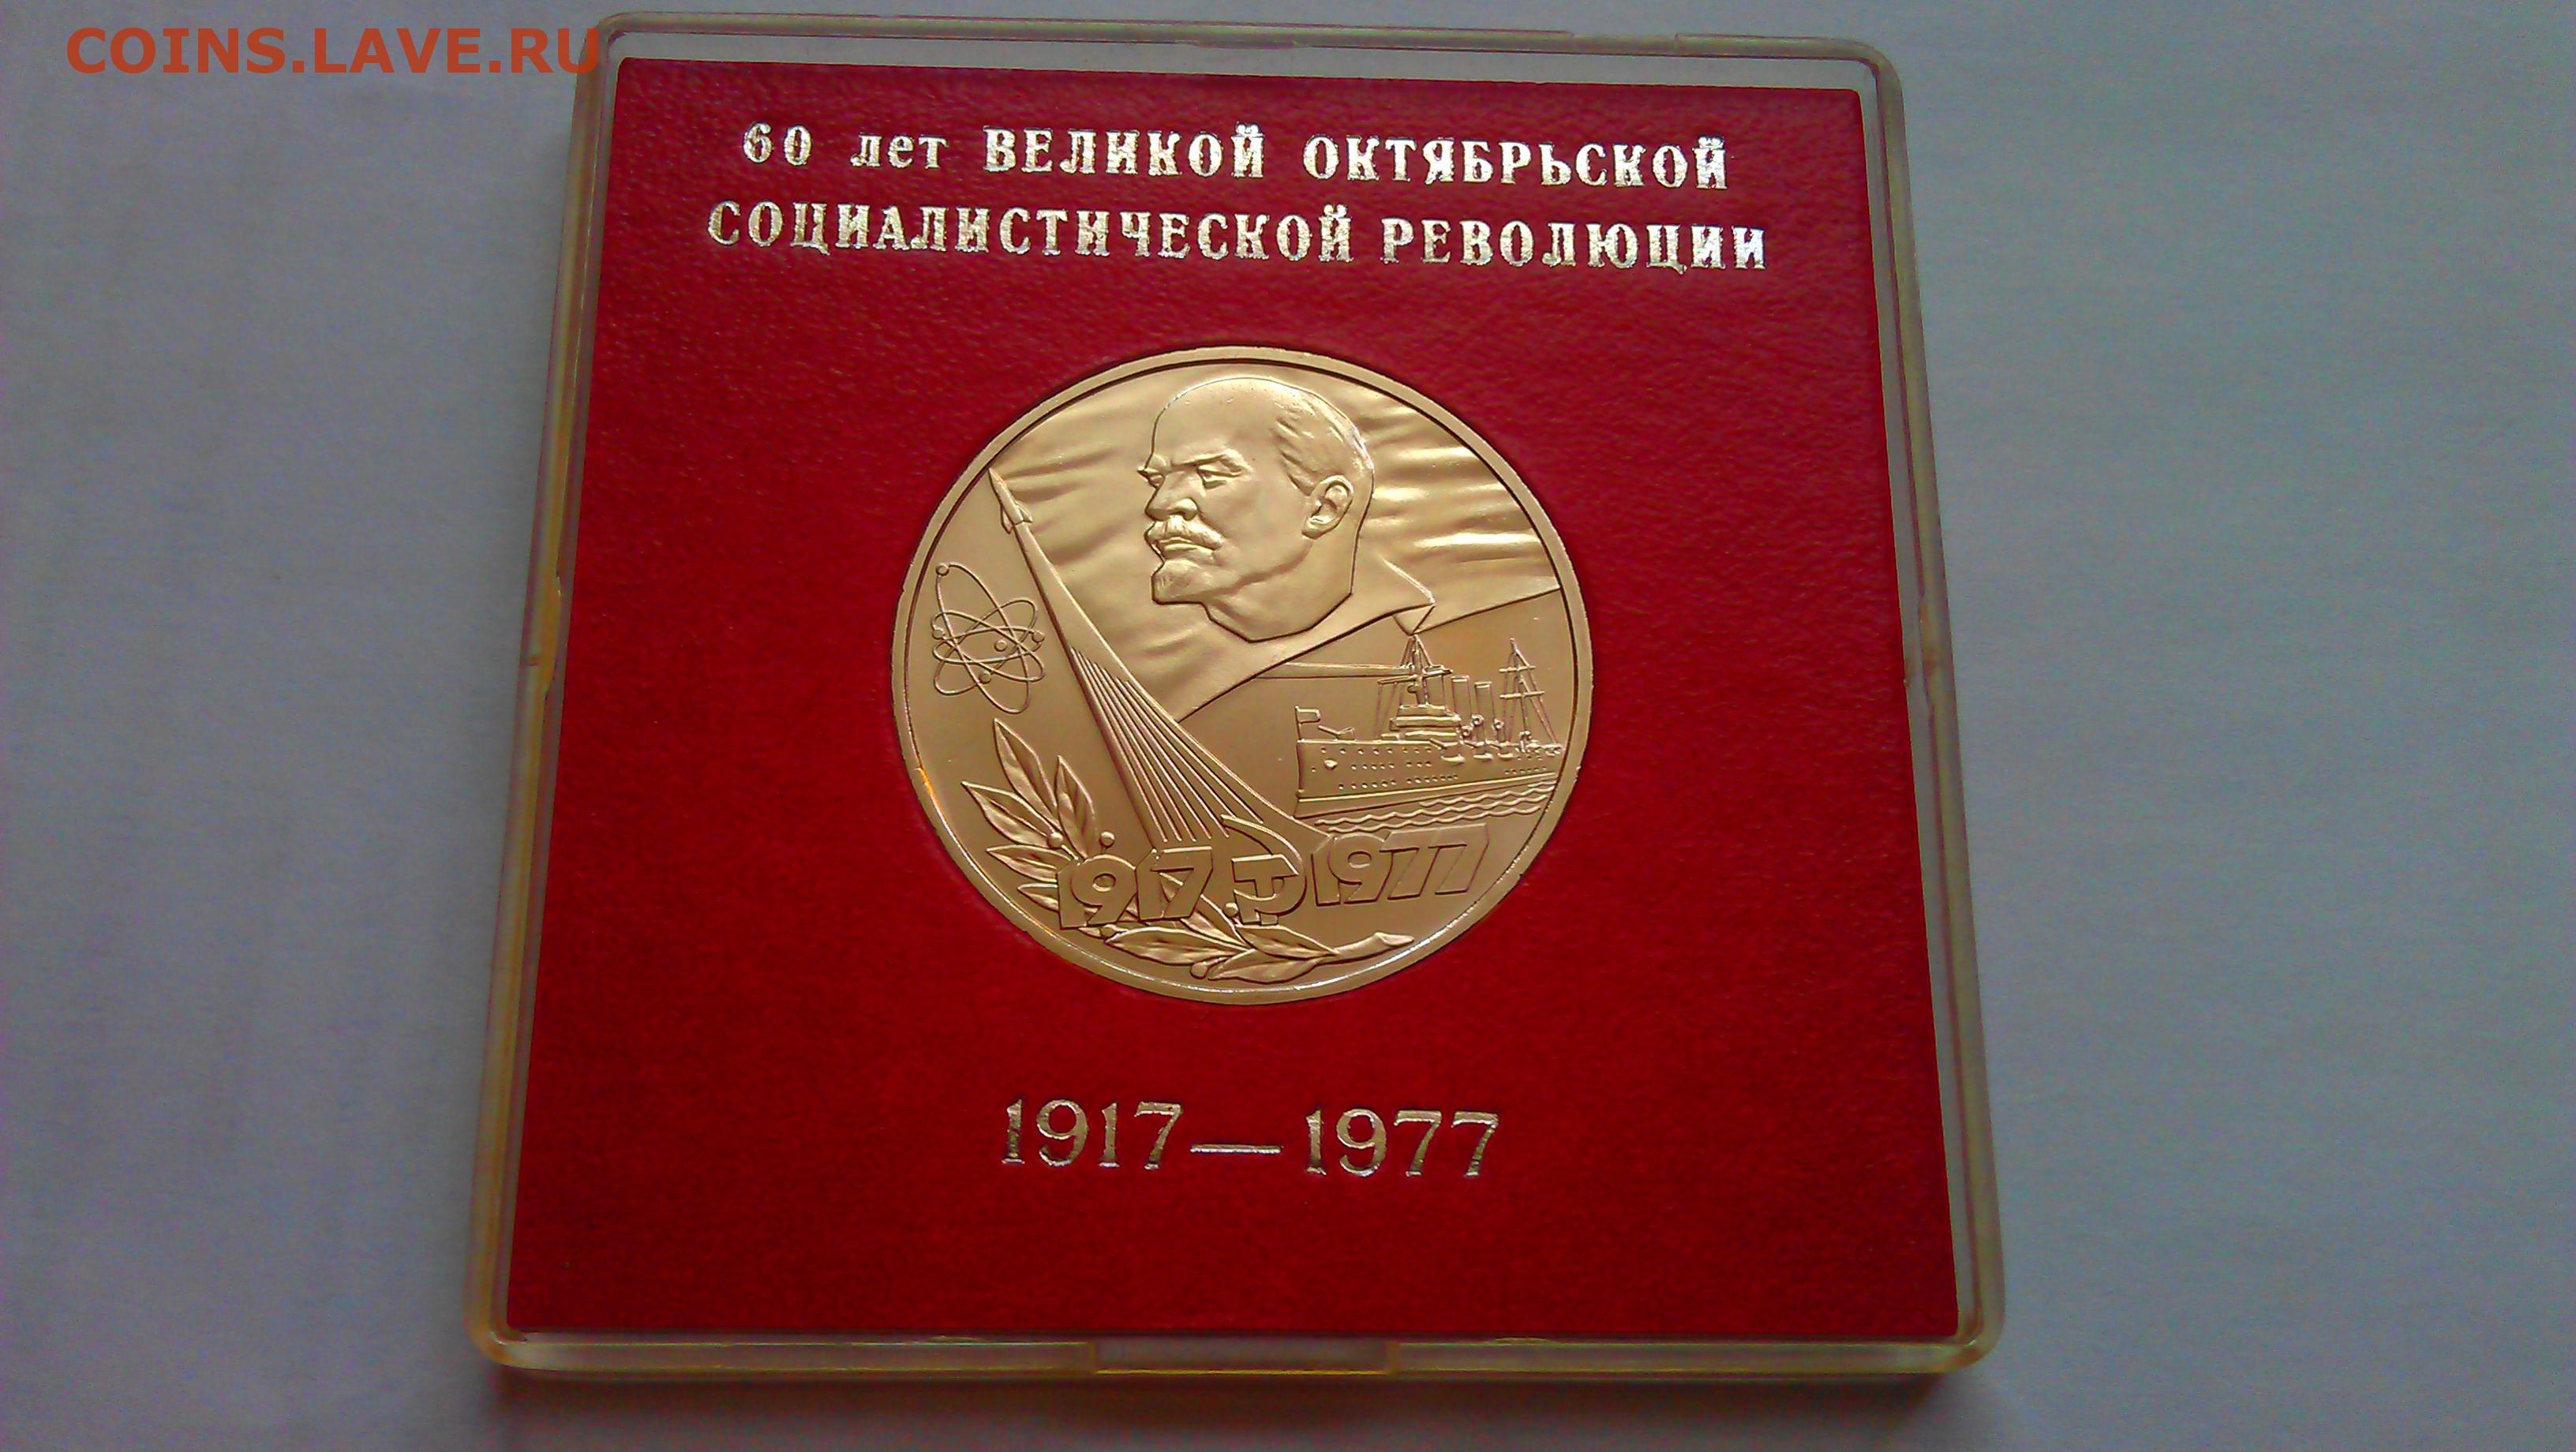 COINS.LAVE.RU
60 лет ВЕЛИКОЙ ОКТЯБРЬСКОЙ
СОЦИАЛИСТИЧЕСКОЙ РЕВОЛЮЦИИ
1917 1977
1917—1977